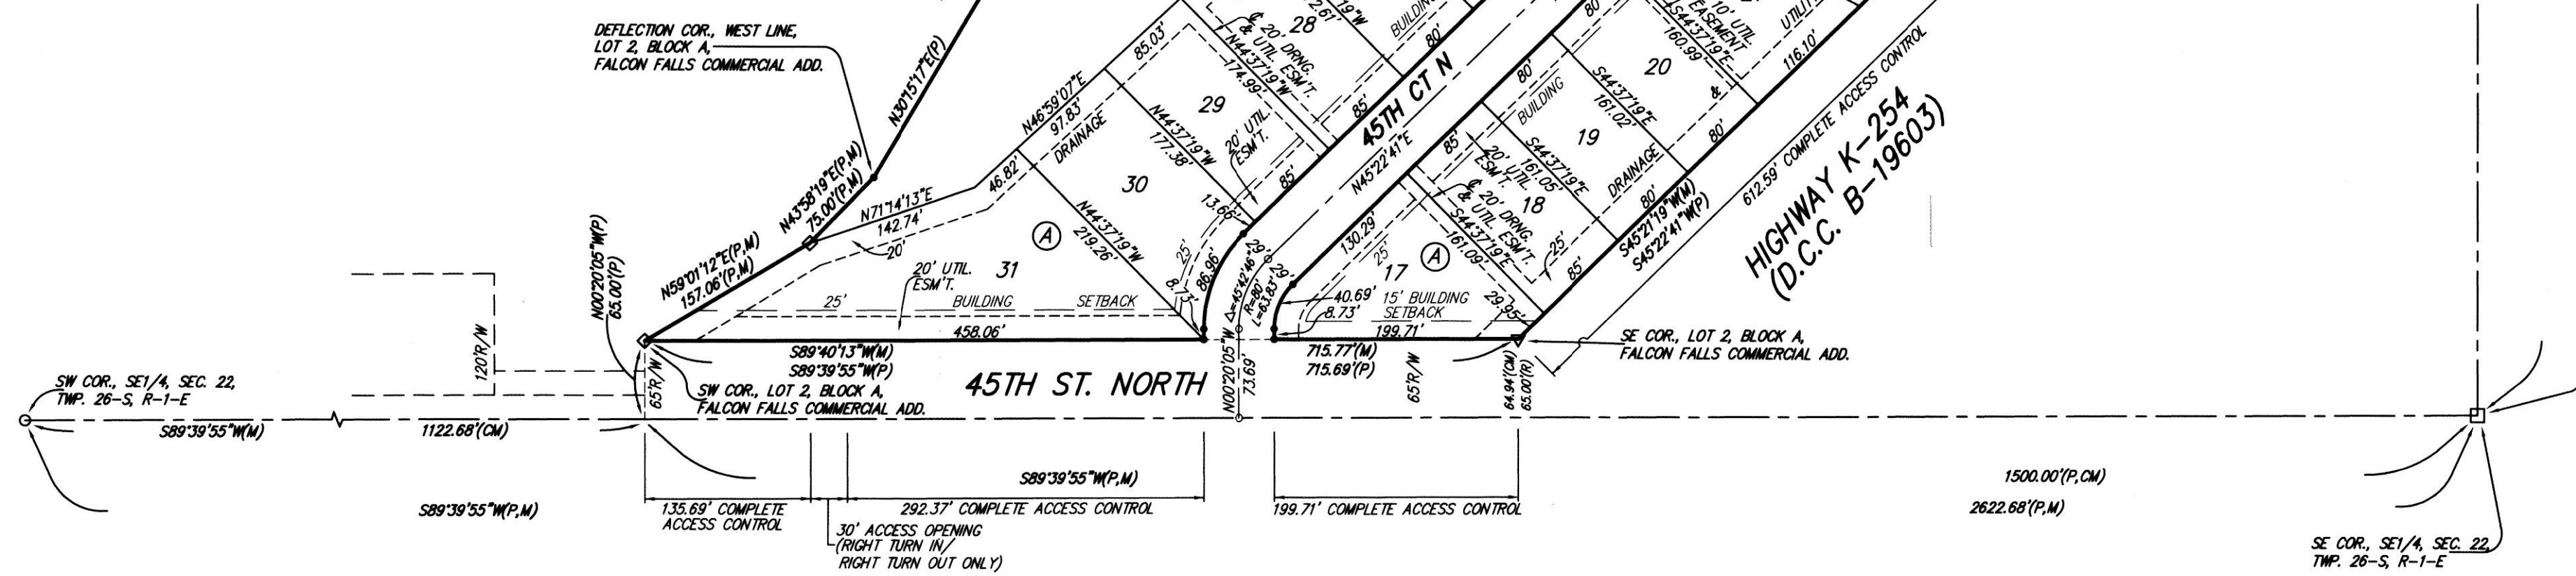 DEFLECTION COR., WEST LINE,
LOT 2, BLOCK A,
FALCON FALLS COMMERCIAL ADD.
N30°15'17"E(P)
N43°58'19"E(P,M)
75.00'(P,M)
N59°01'12"E(P,M)
157.06'(P,M)
N00°20'05"W(P)
65.00'(P)
120'R/W
65'R/W
N71°14'13"E
142.74'
20'
46.82'
N46°59'07"E
97.83'
DRAINAGE
85.03'
28
2.61'
"W
N44°37'19"W
174.99'
℄ 20' DRNG.
& UTIL. ESM'T.
29
N44°37'19"W
177.38'
20' UTIL.
ESM'T.
30
N44°37'19"W
219.26'
13.66'
A
31
20' UTIL.
ESM'T.
25'
BUILDING
SETBACK
458.06'
8.73'
86.96'
25'
S89°40'13"W(M)
S89°39'55"W(P)
SW COR., LOT 2, BLOCK A,
FALCON FALLS COMMERCIAL ADD.
45TH ST. NORTH
45TH CT N
N45°22'41"E
BUILDIN
80'
85'
85'
29'
29'
Δ=45°42'46"
R=80'
L=63.83'
N00°20'05"W
73.69'
80'
80'
85'
BUILDING
130.29'
25'
17
A
40.69'
8.73'
15' BUILDING
SETBACK
199.71'
29.95'
20' UTIL.
ESM'T.
℄ 20' DRNG.
& UTIL. ESM'T.
S44°37'19"E
161.09'
18
S44°37'19"E
161.05'
19
S44°37'19"E
161.02'
20
S44°37'19"E
160.99'
10' UTIL.
EASEMENT
UTILIT
&
DRAINAGE
25'
116.10'
80'
80'
85'
S45°21'19"W(M)
S45°22'41"W(P)
612.59' COMPLETE ACCESS CONTROL
HIGHWAY K-254
(D.C.C. B-19603)
715.77'(M)
715.69'(P)
65'R/W
64.94'(CM)
65.00'(R)
SE COR., LOT 2, BLOCK A,
FALCON FALLS COMMERCIAL ADD.
SW COR., SE1/4, SEC. 22,
TWP. 26-S, R-1-E
S89°39'55"W(M)
1122.68'(CM)
S89°39'55"W(P,M)
S89°39'55"W(P,M)
135.69' COMPLETE
ACCESS CONTROL
30' ACCESS OPENING
(RIGHT TURN IN/
RIGHT TURN OUT ONLY)
292.37' COMPLETE ACCESS CONTROL
199.71' COMPLETE ACCESS CONTROL
1500.00'(P,CM)
2622.68'(P,M)
SE COR., SE1/4, SEC. 22,
TWP. 26-S, R-1-E